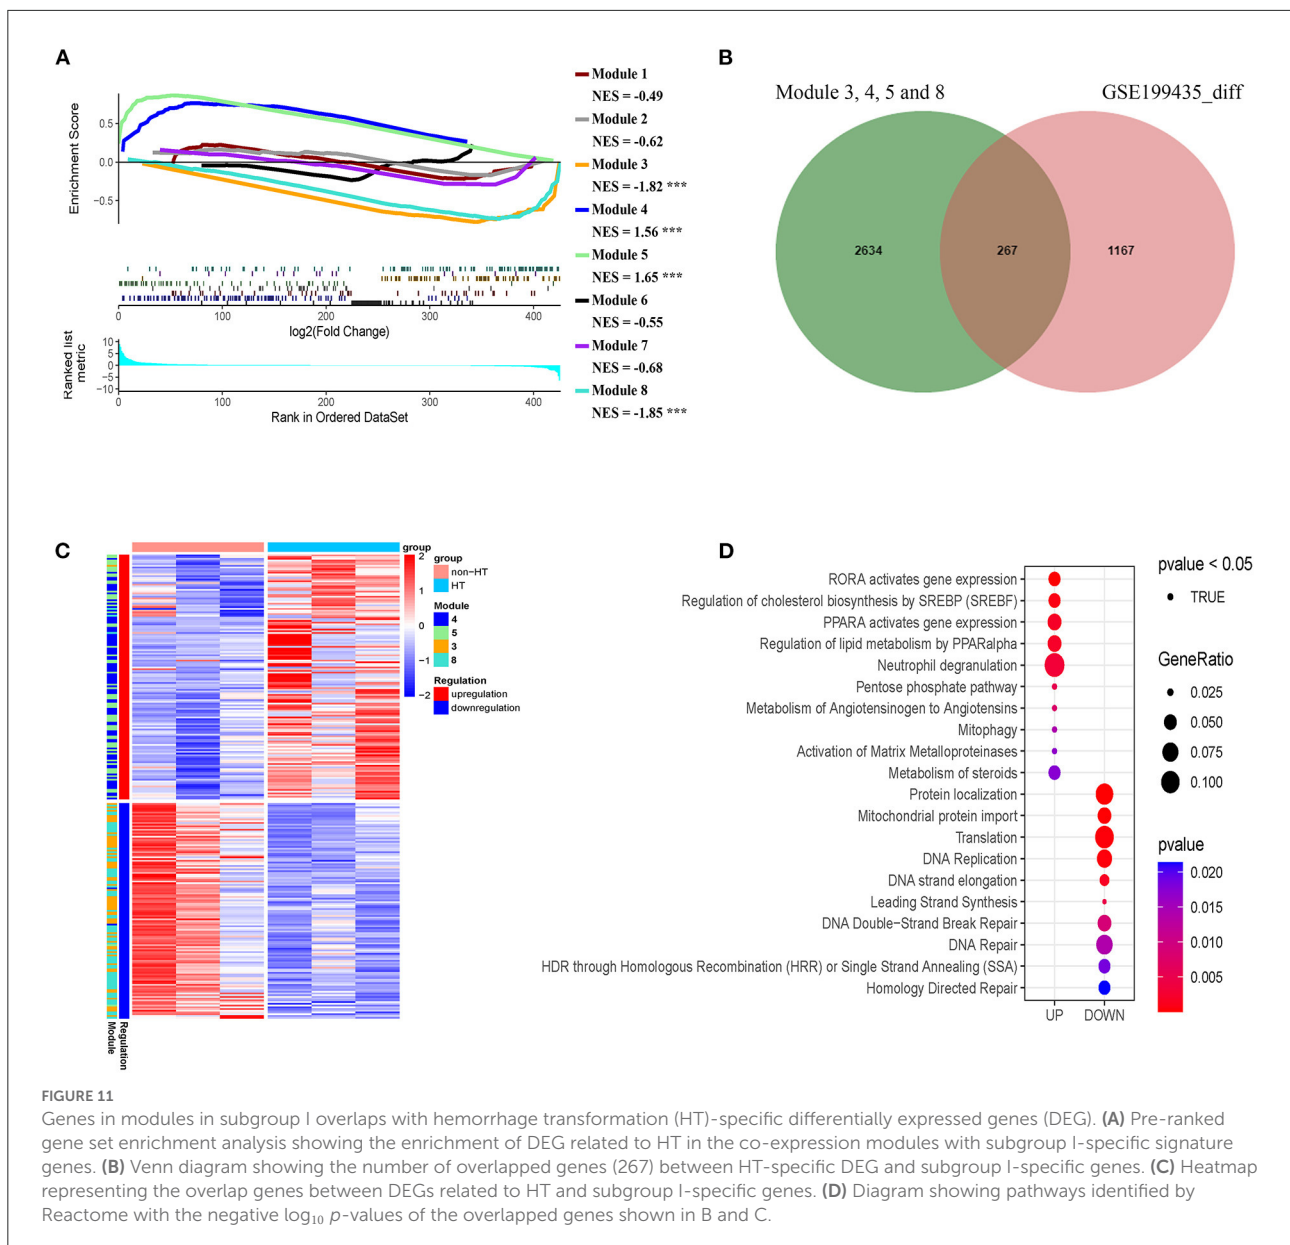 A
Enrichment Score
0.5
0.0
−0.5
0
100
200
300
400
log2(Fold Change)
Ranked list
metric
10
5
0
−5
−10
0
100
200
300
400
Rank in Ordered DataSet
Module 1
NES = -0.49
Module 2
NES = -0.62
Module 3
NES = -1.82 ***
Module 4
NES = 1.56 ***
Module 5
NES = 1.65 ***
Module 6
NES = -0.55
Module 7
NES = -0.68
Module 8
NES = -1.85 ***
B
Module 3, 4, 5 and 8
GSE199435_diff
2634
267
1167
C
group
2
1
0
−1
−2
group
non−HT
HT
Module
4
5
3
8
Regulation
upregulation
downregulation
Module
Regulation
D
RORA activates gene expression
Regulation of cholesterol biosynthesis by SREBP (SREBF)
PPARA activates gene expression
Regulation of lipid metabolism by PPARalpha
Neutrophil degranulation
Pentose phosphate pathway
Metabolism of Angiotensinogen to Angiotensins
Mitophagy
Activation of Matrix Metalloproteinases
Metabolism of steroids
Protein localization
Mitochondrial protein import
Translation
DNA Replication
DNA strand elongation
Leading Strand Synthesis
DNA Double−Strand Break Repair
DNA Repair
HDR through Homologous Recombination (HRR) or Single Strand Annealing (SSA)
Homology Directed Repair
UP
DOWN
pvalue < 0.05
TRUE
GeneRatio
0.025
0.050
0.075
0.100
pvalue
0.020
0.015
0.010
0.005
FIGURE 11
Genes in modules in subgroup I overlaps with hemorrhage transformation (HT)-specific differentially expressed genes (DEG). (A) Pre-ranked
gene set enrichment analysis showing the enrichment of DEG related to HT in the co-expression modules with subgroup I-specific signature
genes. (B) Venn diagram showing the number of overlapped genes (267) between HT-specific DEG and subgroup I-specific genes. (C) Heatmap
representing the overlap genes between DEGs related to HT and subgroup I-specific genes. (D) Diagram showing pathways identified by
Reactome with the negative log₁₀ p-values of the overlapped genes shown in B and C.